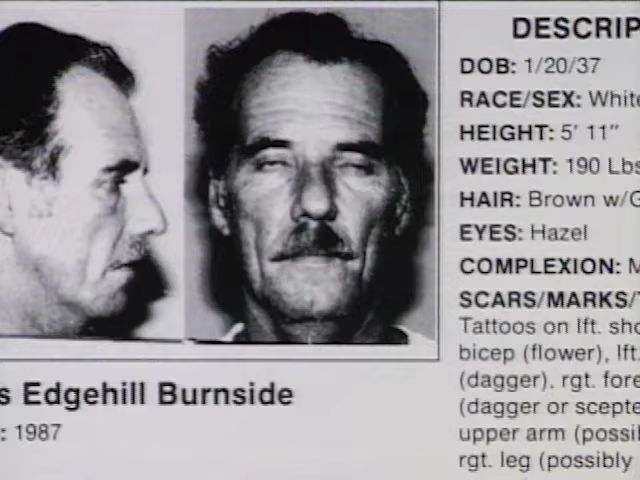 DESCRIP
DOB: 1/20/37
RACE/SEX: White
HEIGHT: 5' 11"
WEIGHT: 190 Lbs
HAIR: Brown w/G
EYES: Hazel
COMPLEXION: M
SCARS/MARKS/T
Tattoos on lft. sho
bicep (flower), lft.
(dagger), rgt. fore
(dagger or scepte
upper arm (possib
rgt. leg (possibly
s Edgehill Burnside
: 1987